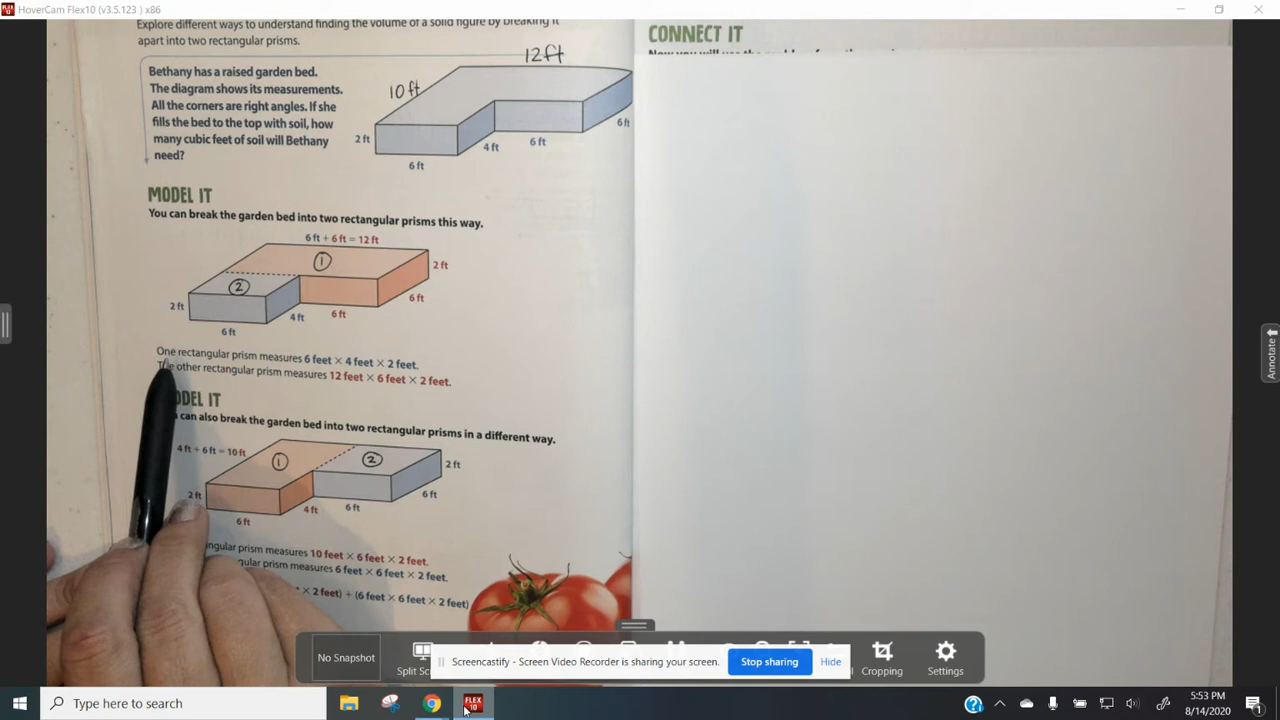 HoverCam Flex10 (v3.5.123 ) x86
Explore different ways to understand finding the volume of a solid figure by breaking it
apart into two rectangular prisms.
Bethany has a raised garden bed.
The diagram shows its measurements.
All the corners are right angles. If she
fills the bed to the top with soil, how
many cubic feet of soil will Bethany
need?
12ft
10ft
2 ft
6 ft
4 ft
6 ft
6 ft
MODEL IT
You can break the garden bed into two rectangular prisms this way.
6 ft + 6 ft = 12 ft
1
2 ft
2
6 ft
2 ft
4 ft
6 ft
6 ft
One rectangular prism measures 6 feet × 4 feet × 2 feet.
other rectangular prism measures 12 feet × 6 feet × 2 feet.
MODEL IT
can also break the garden bed into two rectangular prisms in a different way.
4 ft + 6 ft = 10 ft
1
2
2 ft
2 ft
6 ft
6 ft
4 ft
6 ft
prism measures 10 feet × 6 feet × 2 feet.
prism measures 6 feet × 6 feet × 2 feet.
× 2 feet) + (6 feet × 6 feet × 2 feet)
CONNECT IT
Annotate
No Snapshot
Cropping
Settings
Screencastify - Screen Video Recorder is sharing your screen.
Stop sharing
Hide
Type here to search
FLEX
10
5:53 PM
8/14/2020
1